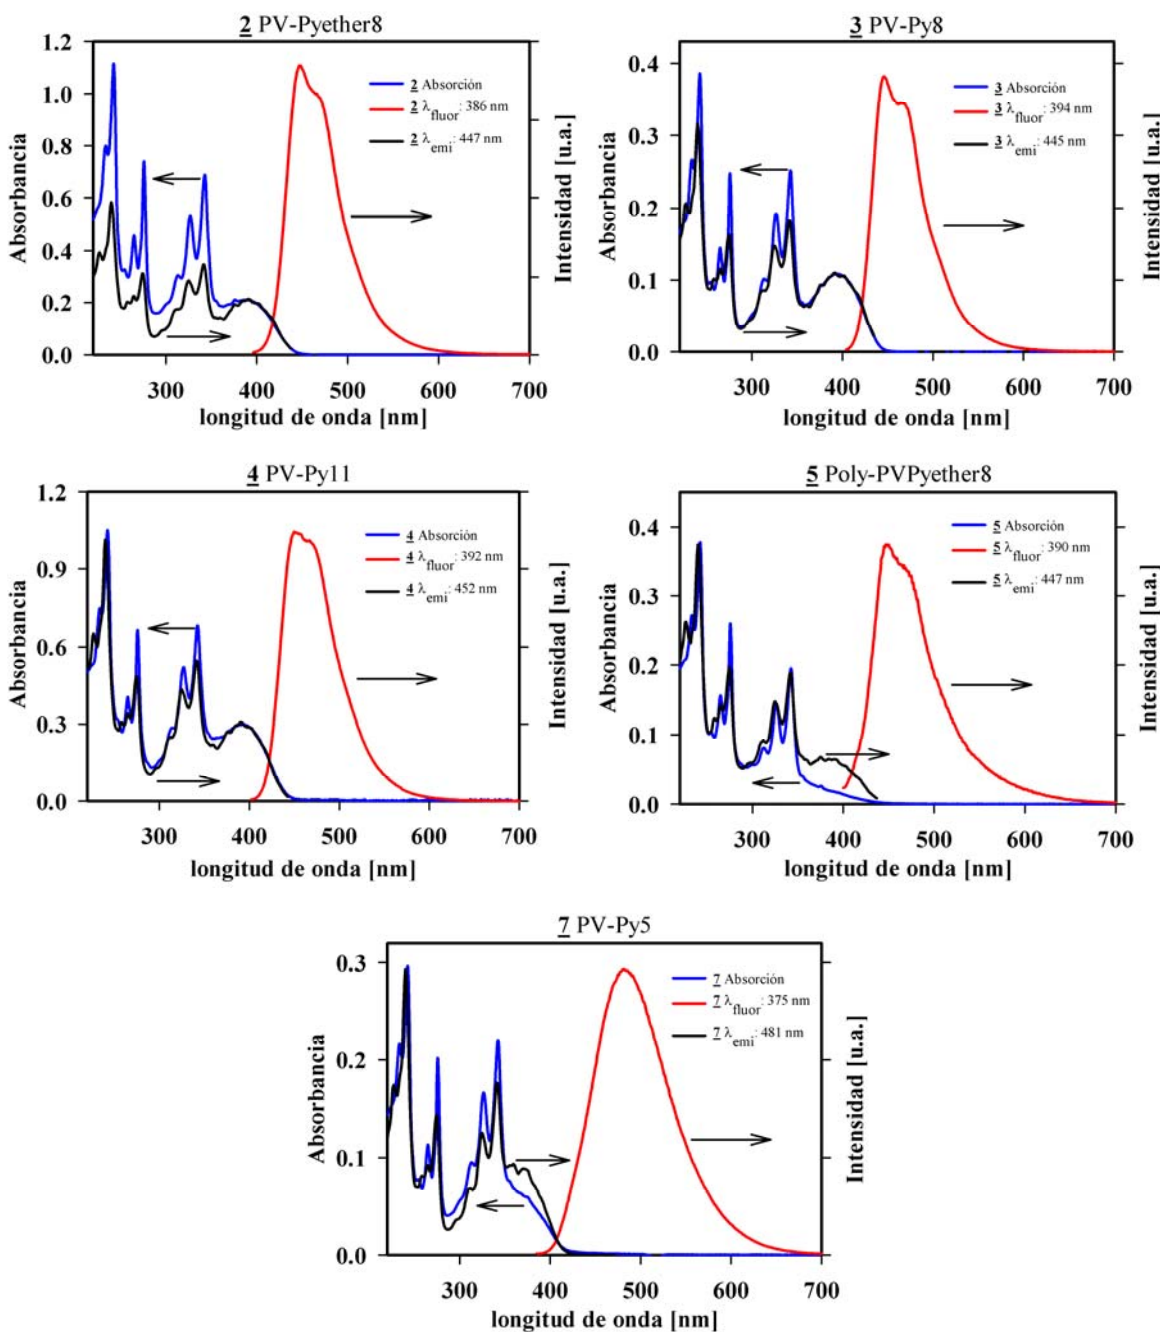 2 PV-Pyether8
1.2
1.0
0.8
0.6
0.4
0.2
0.0
Absorbancia
Intensidad [u.a.]
2 Absorción
2 λfluor: 386 nm
2 λemi: 447 nm
300 400 500 600 700
longitud de onda [nm]
3 PV-Py8
0.4
0.3
0.2
0.1
0.0
Absorbancia
Intensidad [u.a.]
3 Absorción
3 λfluor: 394 nm
3 λemi: 445 nm
300 400 500 600 700
longitud de onda [nm]
4 PV-Py11
1.2
0.9
0.6
0.3
0.0
Absorbancia
Intensidad [u.a.]
4 Absorción
4 λfluor: 392 nm
4 λemi: 452 nm
300 400 500 600 700
longitud de onda [nm]
5 Poly-PVPyether8
0.4
0.3
0.2
0.1
0.0
Absorbancia
Intensidad [u.a.]
5 Absorción
5 λfluor: 390 nm
5 λemi: 447 nm
300 400 500 600 700
longitud de onda [nm]
7 PV-Py5
0.3
0.2
0.1
0.0
Absorbancia
Intensidad [u.a.]
7 Absorción
7 λfluor: 375 nm
7 λemi: 481 nm
300 400 500 600 700
longitud de onda [nm]